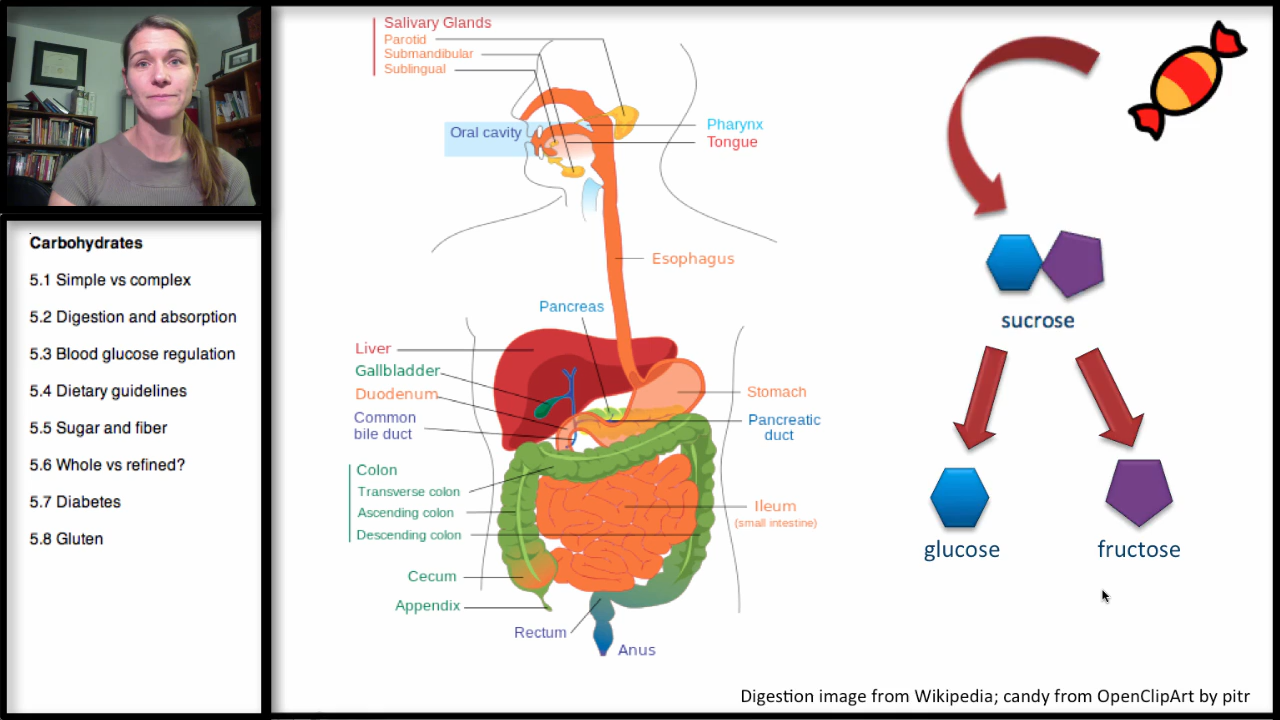 Carbohydrates
5.1 Simple vs complex
5.2 Digestion and absorption
5.3 Blood glucose regulation
5.4 Dietary guidelines
5.5 Sugar and fiber
5.6 Whole vs refined?
5.7 Diabetes
5.8 Gluten
Salivary Glands
Parotid
Submandibular
Sublingual
Oral cavity
Pharynx
Tongue
Esophagus
Pancreas
Liver
Gallbladder
Duodenum
Common
bile duct
Stomach
Pancreatic
duct
Colon
Transverse colon
Ascending colon
Descending colon
Ileum
(small intestine)
Cecum
Appendix
Rectum
Anus
sucrose
glucose
fructose
Digestion image from Wikipedia; candy from OpenClipArt by pitr